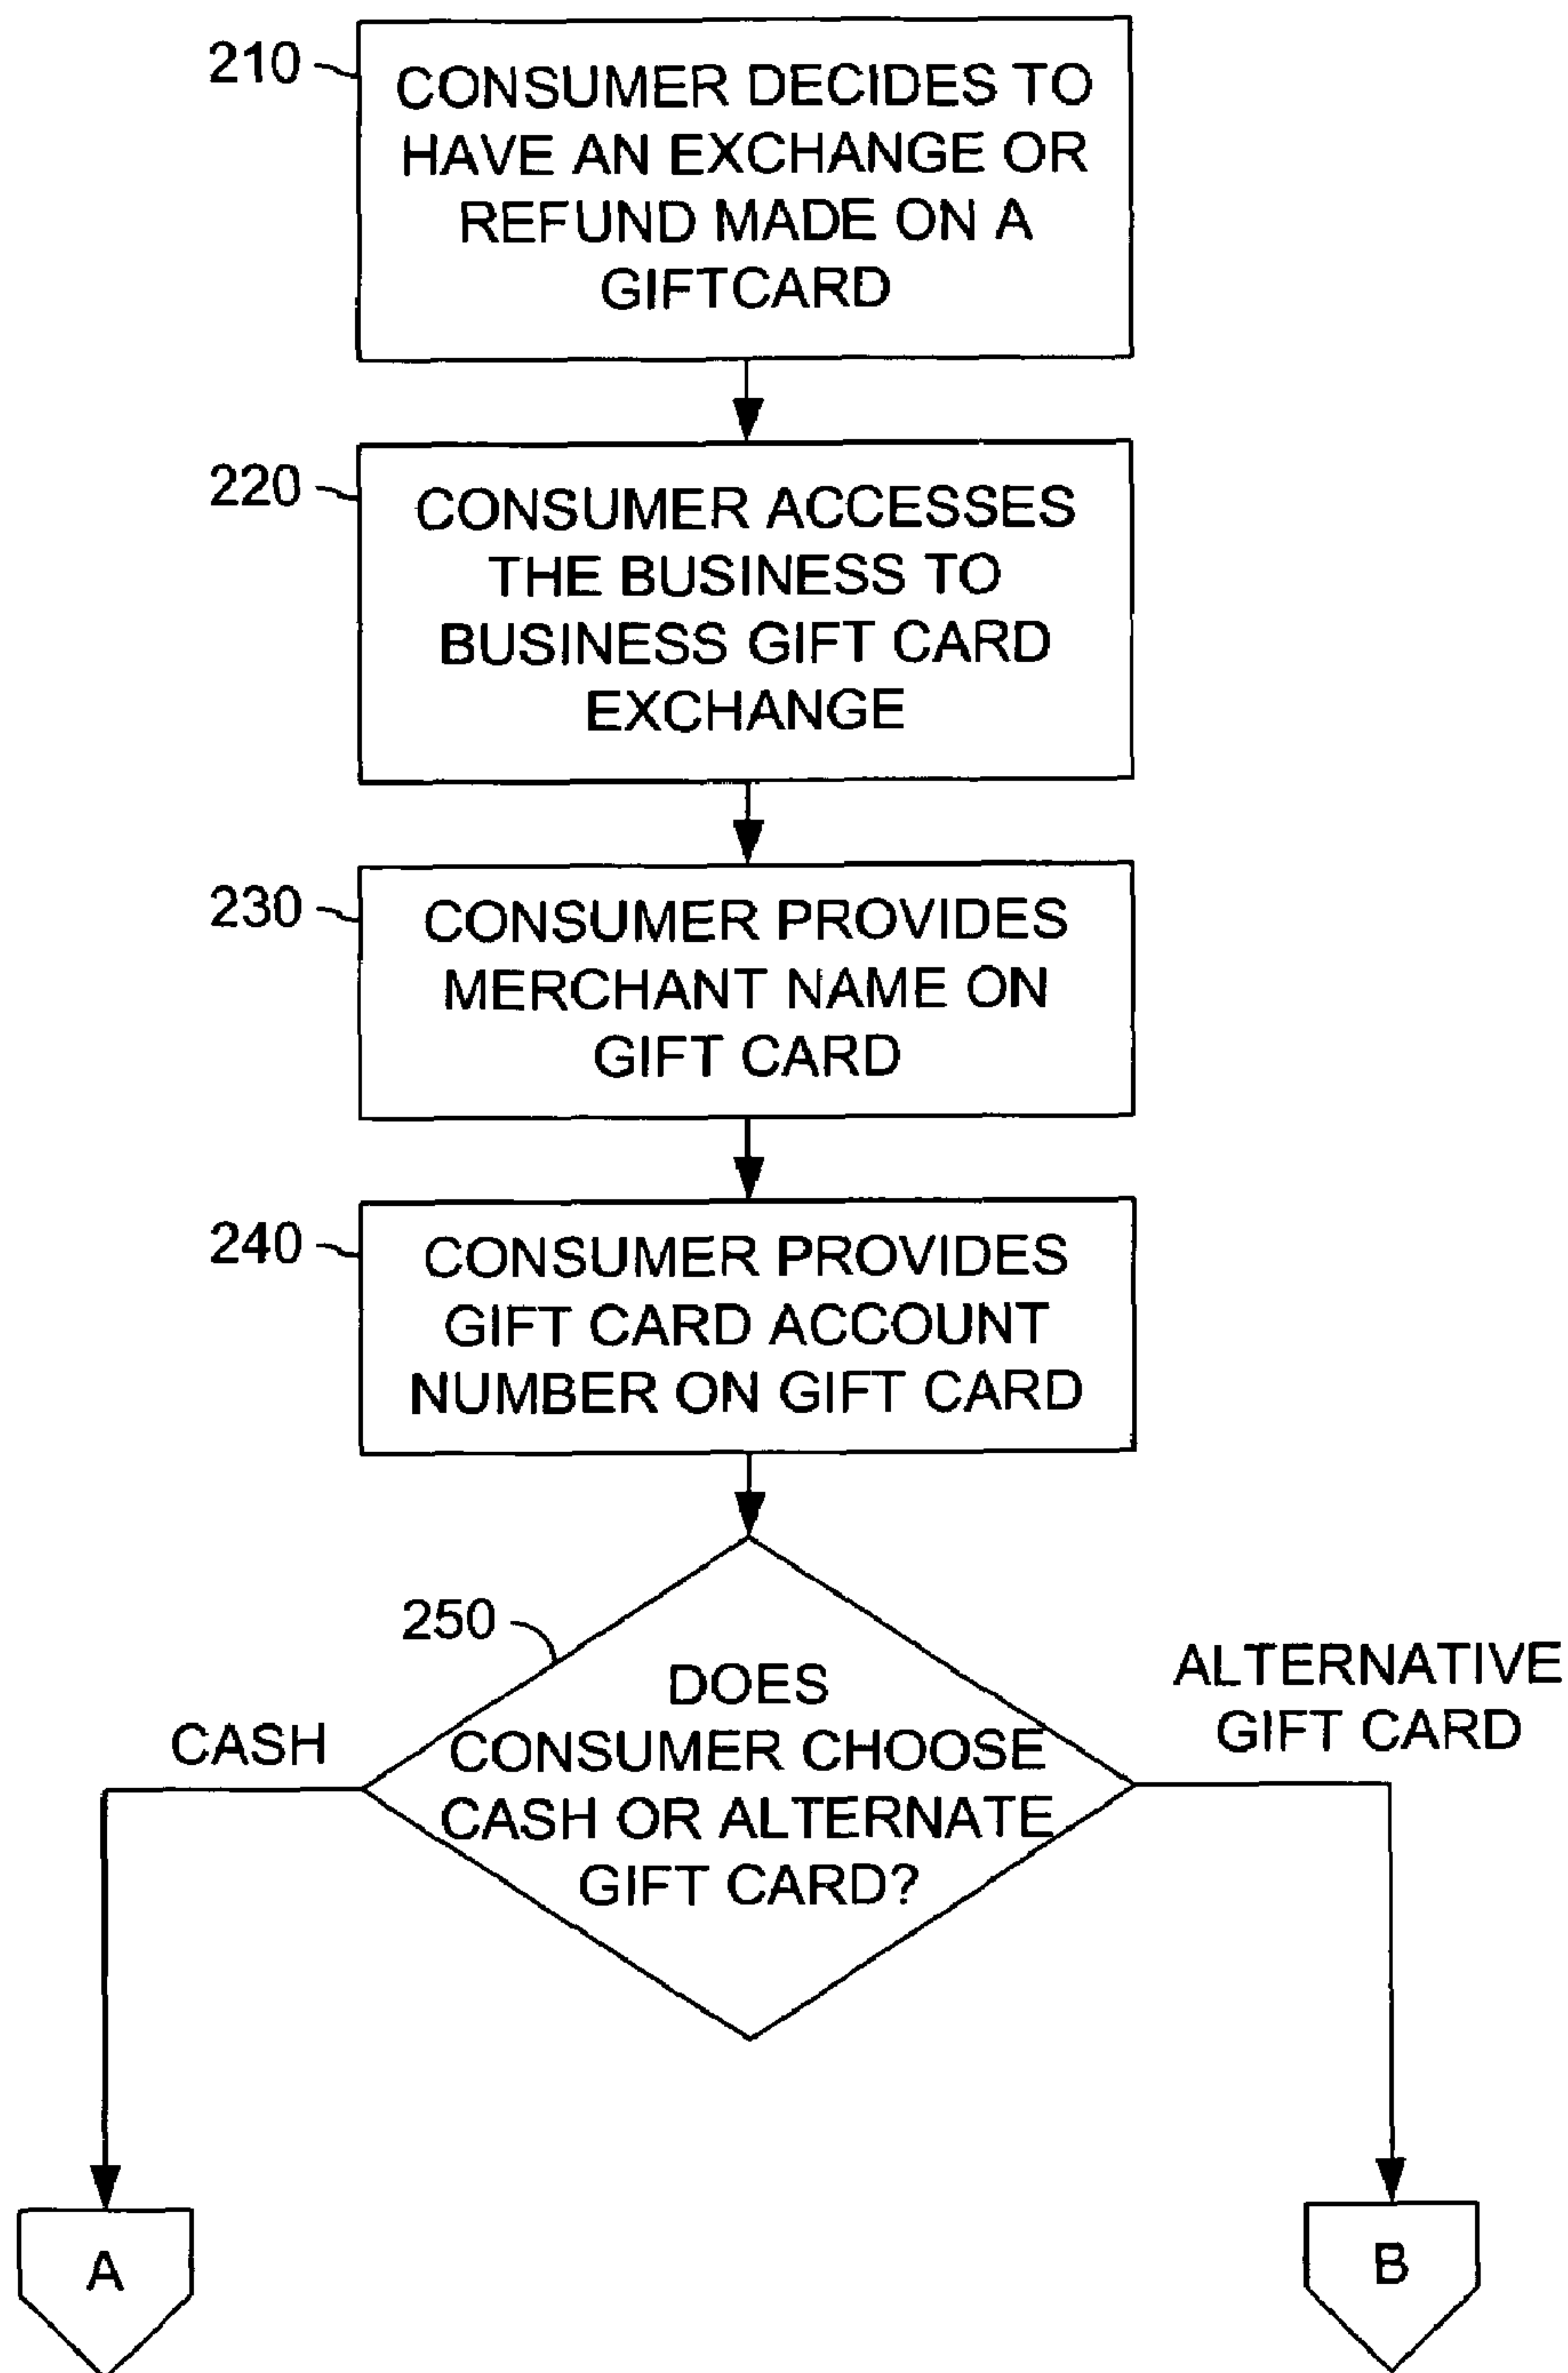 210
CONSUMER DECIDES TO
HAVE AN EXCHANGE OR
REFUND MADE ON A
GIFTCARD
220
CONSUMER ACCESSES
THE BUSINESS TO
BUSINESS GIFT CARD
EXCHANGE
230
CONSUMER PROVIDES
MERCHANT NAME ON
GIFT CARD
240
CONSUMER PROVIDES
GIFT CARD ACCOUNT
NUMBER ON GIFT CARD
250
DOES
CONSUMER CHOOSE
CASH OR ALTERNATE
GIFT CARD?
CASH
ALTERNATIVE
GIFT CARD
A
B